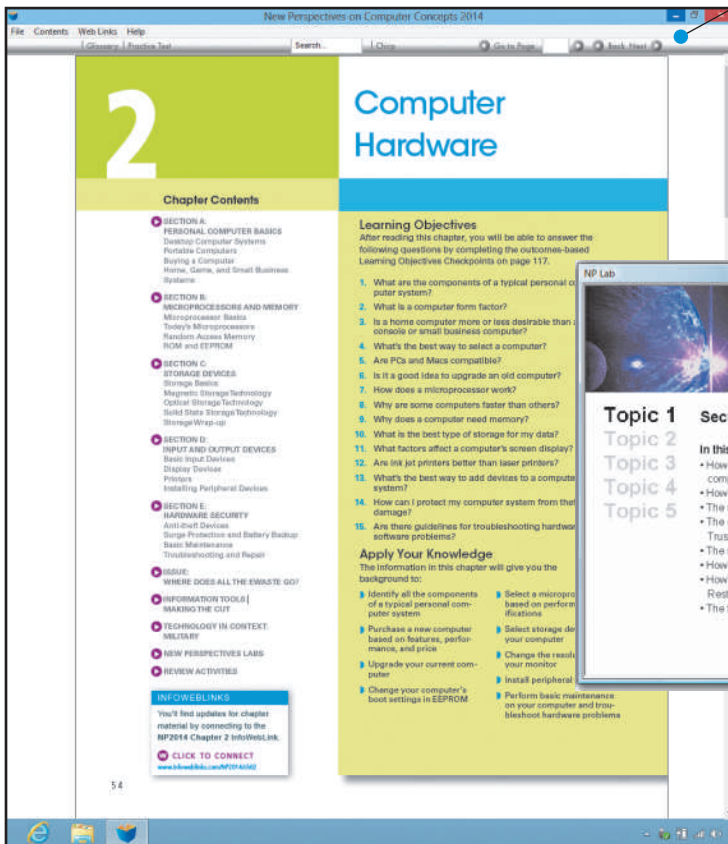 New Perspectives on Computer Concepts 2014
File Contents Web Links Help
Glossary Practice Test Search... Go to Page Back Next
2
Computer
Hardware
Chapter Contents
SECTION A:
PERSONAL COMPUTER BASICS
Desktop Computer Systems
Portable Computers
Buying a Computer
Home, Game, and Small Business
Systems
SECTION B:
MICROPROCESSORS AND MEMORY
Microprocessor Basics
Today's Microprocessors
Random Access Memory
ROM and EEPROM
SECTION C:
STORAGE DEVICES
Storage Basics
Magnetic Storage Technology
Optical Storage Technology
Solid State Storage Technology
Storage Wrap-up
SECTION D:
INPUT AND OUTPUT DEVICES
Basic Input Devices
Display Devices
Printers
Installing Peripheral Devices
SECTION E:
HARDWARE SECURITY
Anti-theft Devices
Surge Protection and Battery Backup
Basic Maintenance
Troubleshooting and Repair
ISSUE:
WHERE DOES ALL THE EWASTE GO?
INFORMATION TOOLS|
MAKING THE CUT
TECHNOLOGY IN CONTEXT:
MILITARY
NEW PERSPECTIVES LABS
REVIEW ACTIVITIES
INFOWEBLINKS
You'll find updates for chapter
material by connecting to the
NP2014 Chapter 2 InfoWebLink.
W CLICK TO CONNECT
www.infoweblinks.com/NP2014/ch02
54
Learning Objectives
After reading this chapter, you will be able to answer the
following questions by completing the outcomes-based
Learning Objectives Checkpoints on page 117.
1. What are the components of a typical personal co
puter system?
2. What is a computer form factor?
3. Is a home computer more or less desirable than a
console or small business computer?
4. What's the best way to select a computer?
5. Are PCs and Macs compatible?
6. Is it a good idea to upgrade an old computer?
7. How does a microprocessor work?
8. Why are some computers faster than others?
9. Why does a computer need memory?
10. What is the best type of storage for my data?
11. What factors affect a computer's screen display?
12. Are ink jet printers better than laser printers?
13. What's the best way to add devices to a computer
system?
14. How can I protect my computer system from thef
damage?
15. Are there guidelines for troubleshooting hardwar
software problems?
Apply Your Knowledge
The information in this chapter will give you the
background to:
Identify all the components
of a typical personal com-
puter system
Purchase a new computer
based on features, perfor-
mance, and price
Upgrade your current com-
puter
Change your computer's
boot settings in EEPROM
Select a micropro
based on perform
ifications
Select storage de
your computer
Change the resolu
your monitor
Install peripheral
Perform basic maintenance
on your computer and trou-
bleshoot hardware problems
NP Lab
Topic 1
Topic 2
Topic 3
Topic 4
Topic 5
Sec
In this
• How
comp
• How
• The
• The
Trus
• The
• How
• How
Rest
• The